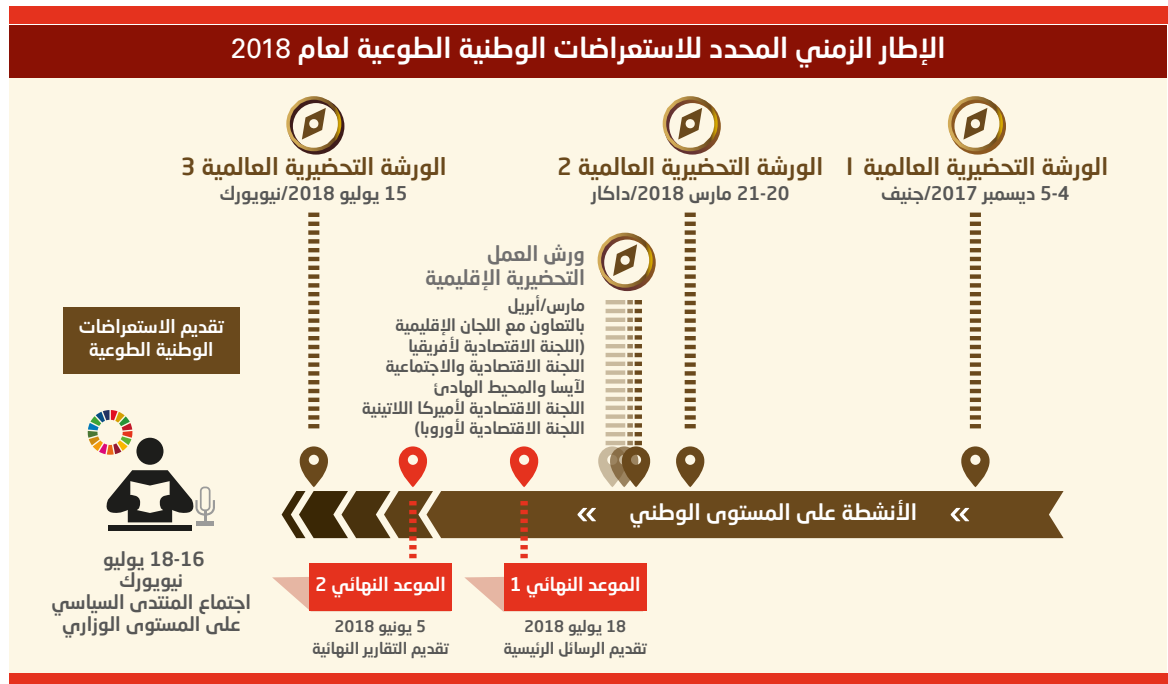 الإطار الزمني المحدد للاستعراضات الوطنية الطوعية لعام 2018
الورشة التحضيرية العالمية 1
4-5 ديسمبر 2017/جنيف
الورشة التحضيرية العالمية 2
20-21 مارس 2018/داكار
الورشة التحضيرية العالمية 3
15 يوليو 2018/نيويورك
ورش العمل
التحضيرية الإقليمية
مارس/أبريل
بالتعاون مع اللجان الإقليمية
(اللجنة الاقتصادية لأفريقيا
اللجنة الاقتصادية والاجتماعية
لآيسا والمحيط الهادئ
اللجنة الاقتصادية لأميركا اللاتينية
اللجنة الاقتصادية لأوروبا)
« الأنشطة على المستوى الوطني «
الموعد النهائي 1
18 يوليو 2018
تقديم الرسائل الرئيسية
الموعد النهائي 2
5 يونيو 2018
تقديم التقارير النهائية
تقديم الاستعراضات
الوطنية الطوعية
16-18 يوليو
نيويورك
اجتماع المنتدى السياسي
على المستوى الوزاري